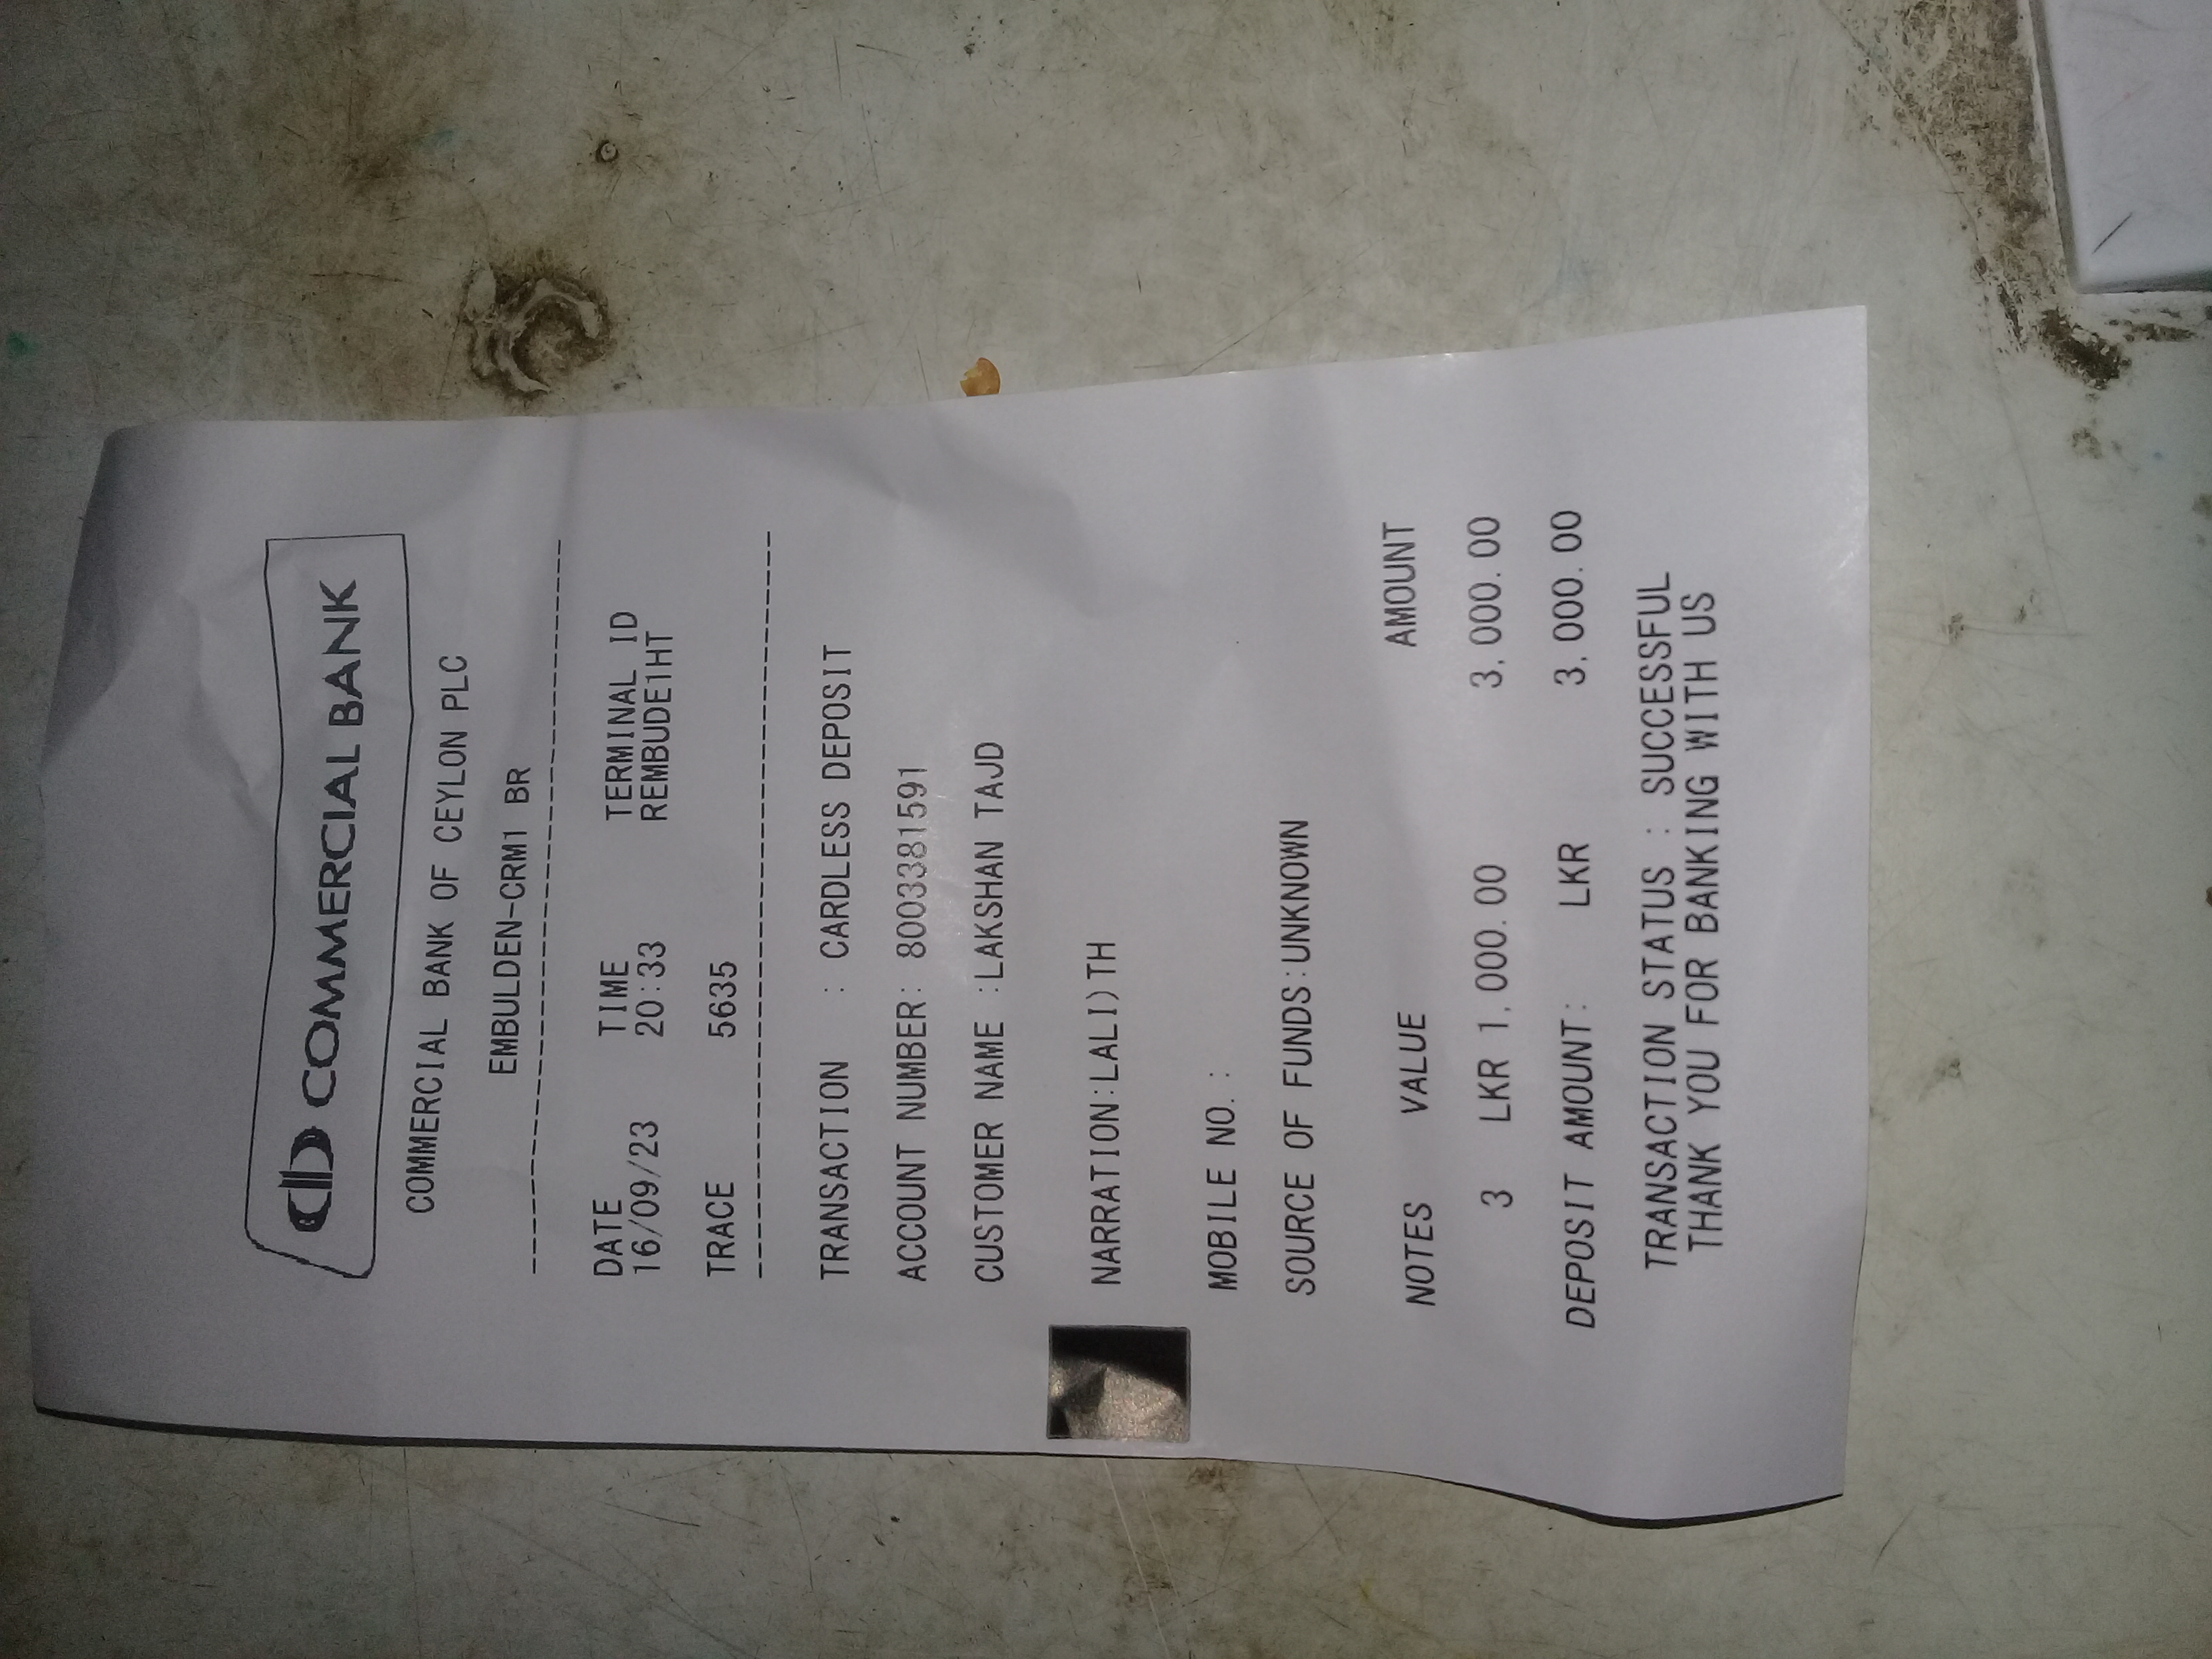 COMMERCIAL BANK
COMMERCIAL BANK OF CEYLON PLC
EMBULDEN-CRM1 BR
--------------------------------
DATE TIME TERMINAL ID
16/09/23 20:33 REMBUDE1HT
TRACE 5635
--------------------------------
TRANSACTION : CARDLESS DEPOSIT
ACCOUNT NUMBER: 8003381591
CUSTOMER NAME :LAKSHAN TAJD
NARRATION:LALI)TH
MOBILE NO. :
SOURCE OF FUNDS:UNKNOWN
NOTES VALUE AMOUNT
3 LKR 1,000.00 3,000.00
DEPOSIT AMOUNT: LKR 3,000.00
TRANSACTION STATUS : SUCCESSFUL
THANK YOU FOR BANKING WITH US